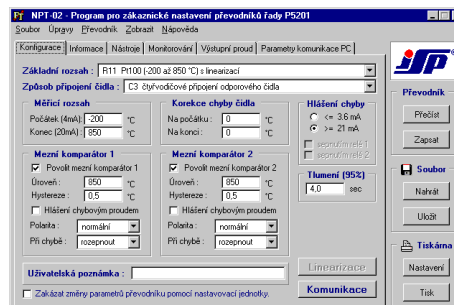 NPT-02 - Program pro zákaznické nastavení převodníků řady P5201
Soubor Úpravy Převodník Zobrazit Nápověda
Konfigurace Informace Nástroje Monitorování Výstupní proud Parametry komunikace PC
Základní rozsah : R11 Pt100 (-200 až 850 °C) s linearizací
Způsob připojení čidla : C3 čtyřvodičové připojení odporového čidla
Měřicí rozsah
Počátek (4mA): -200 °C
Konec (20mA) : 850 °C
Korekce chyby čidla
Na počátku : 0 °C
Na konci : 0 °C
Hlášení chyby
<= 3.6 mA
>= 21 mA
sepnutím relé 1
sepnutím relé 2
Mezní komparátor 1
Povolit mezní komparátor 1
Úroveň : 850 °C
Hystereze : 0,5 °C
Hlášení chybovým proudem
Polarita : normální
Při chybě : rozepnout
Mezní komparátor 2
Povolit mezní komparátor 2
Úroveň : 850 °C
Hystereze : 0,5 °C
Hlášení chybovým proudem
Polarita : normální
Při chybě : rozepnout
Tlumení (95%)
4,0 sec
Uživatelská poznámka :
Zakázat změny parametrů převodníku pomocí nastavovací jednotky.
Linearizace
Komunikace
JSP
Převodník
Přečíst
Zapsat
Soubor
Nahrát
Uložit
Tiskárna
Nastavení
Tisk